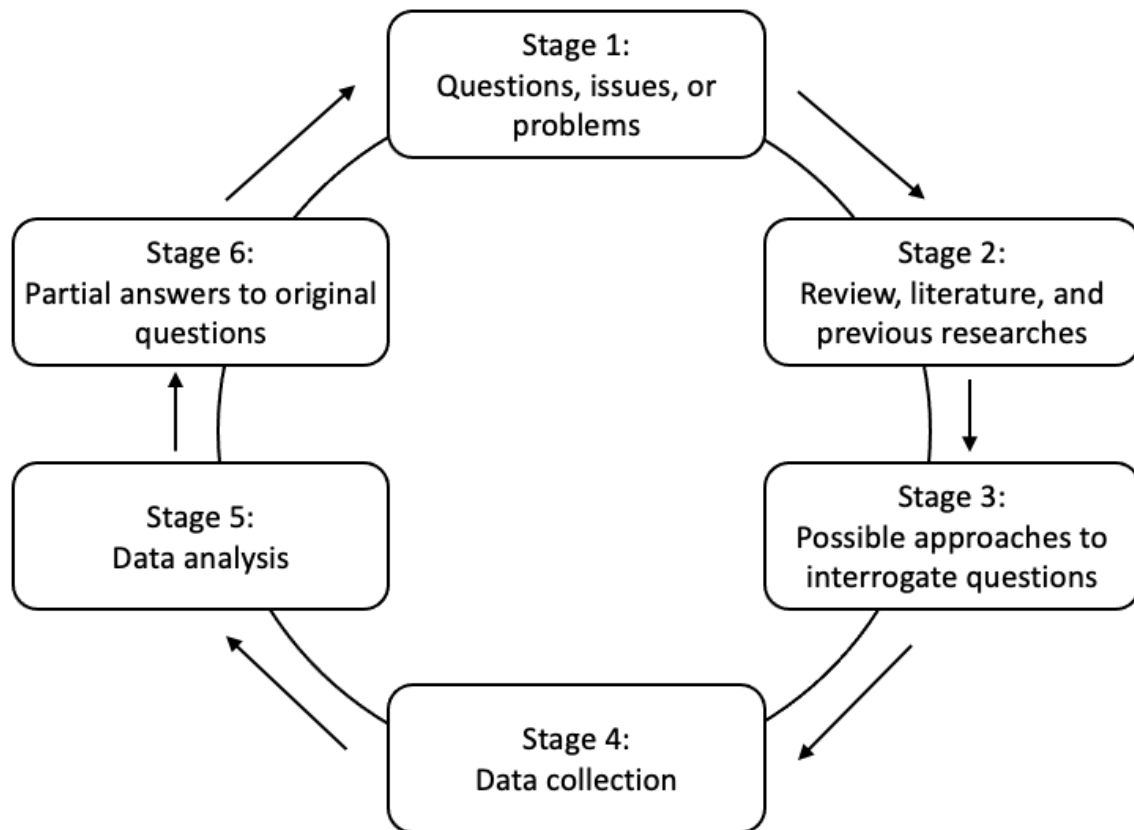 Stage 1:
Questions, issues, or
problems
Stage 2:
Review, literature, and
previous researches
Stage 3:
Possible approaches to
interrogate questions
Stage 4:
Data collection
Stage 5:
Data analysis
Stage 6:
Partial answers to original
questions